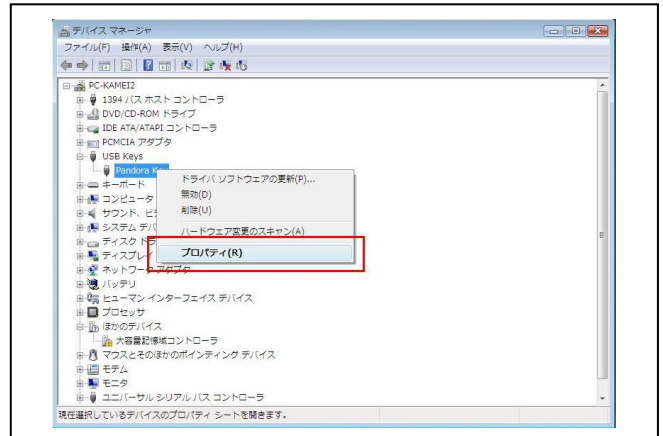 デバイス マネージャ
ファイル(F) 操作(A) 表示(V) ヘルプ(H)
PC-KAMEI2
1394 バス ホスト コントローラ
DVD/CD-ROM ドライブ
IDE ATA/ATAPI コントローラ
PCMCIA アダプタ
USB Keys
Pandora
ドライバ ソフトウェアの更新(P)...
キーボード
無効(D)
コンピュータ
削除(U)
サウンド、ビ
システム デバ
ハードウェア変更のスキャン(A)
ディスク ドラ
プロパティ(R)
ディスプレイ
ネットワーク アダプタ
バッテリ
ヒューマン インターフェイス デバイス
プロセッサ
ほかのデバイス
大容量記憶域コントローラ
マウスとそのほかのポインティング デバイス
モデム
モニタ
ユニバーサル シリアル バス コントローラ
現在選択しているデバイスのプロパティ シートを開きます。